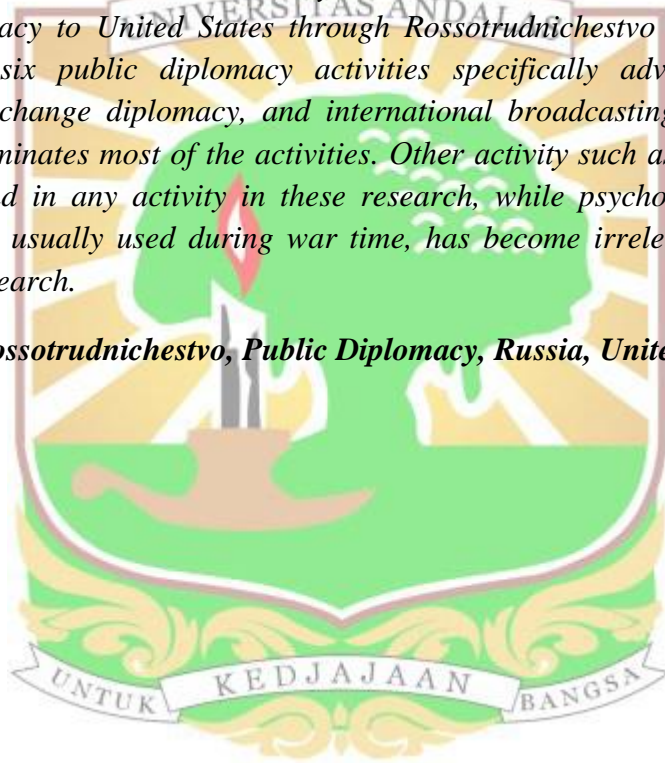 UNIVERSITAS ANDALAS
acy to United States through Rossotrudnichestvo
six public diplomacy activities specifically adv
change diplomacy, and international broadcasting
minates most of the activities. Other activity such a
d in any activity in these research, while psycho
usually used during war time, has become irrele
earch.
ossotrudnichestvo, Public Diplomacy, Russia, Unite
UNTUK KEDJAJAAN BANGSA